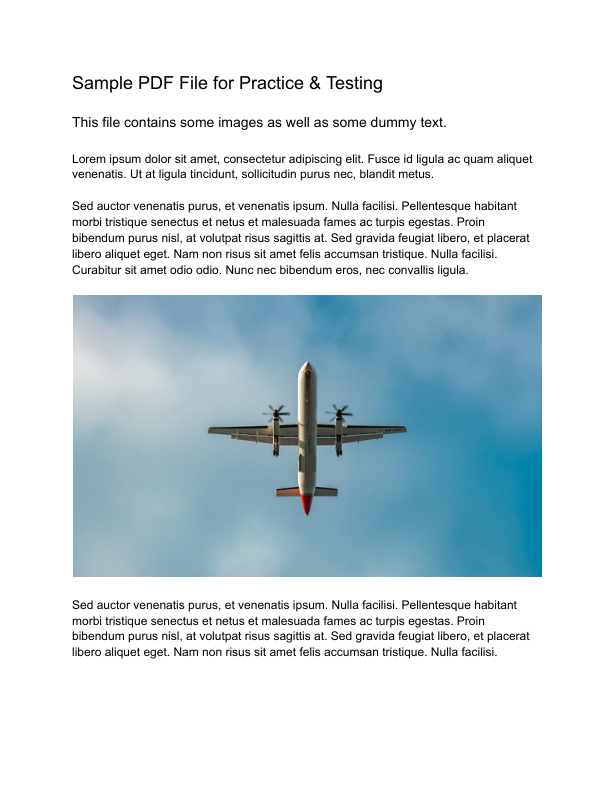 Sample PDF File for Practice & Testing
This file contains some images as well as some dummy text.
Lorem ipsum dolor sit amet, consectetur adipiscing elit. Fusce id ligula ac quam aliquet
venenatis. Ut at ligula tincidunt, sollicitudin purus nec, blandit metus.
Sed auctor venenatis purus, et venenatis ipsum. Nulla facilisi. Pellentesque habitant
morbi tristique senectus et netus et malesuada fames ac turpis egestas. Proin
bibendum purus nisl, at volutpat risus sagittis at. Sed gravida feugiat libero, et placerat
libero aliquet eget. Nam non risus sit amet felis accumsan tristique. Nulla facilisi.
Curabitur sit amet odio odio. Nunc nec bibendum eros, nec convallis ligula.
Sed auctor venenatis purus, et venenatis ipsum. Nulla facilisi. Pellentesque habitant
morbi tristique senectus et netus et malesuada fames ac turpis egestas. Proin
bibendum purus nisl, at volutpat risus sagittis at. Sed gravida feugiat libero, et placerat
libero aliquet eget. Nam non risus sit amet felis accumsan tristique. Nulla facilisi.